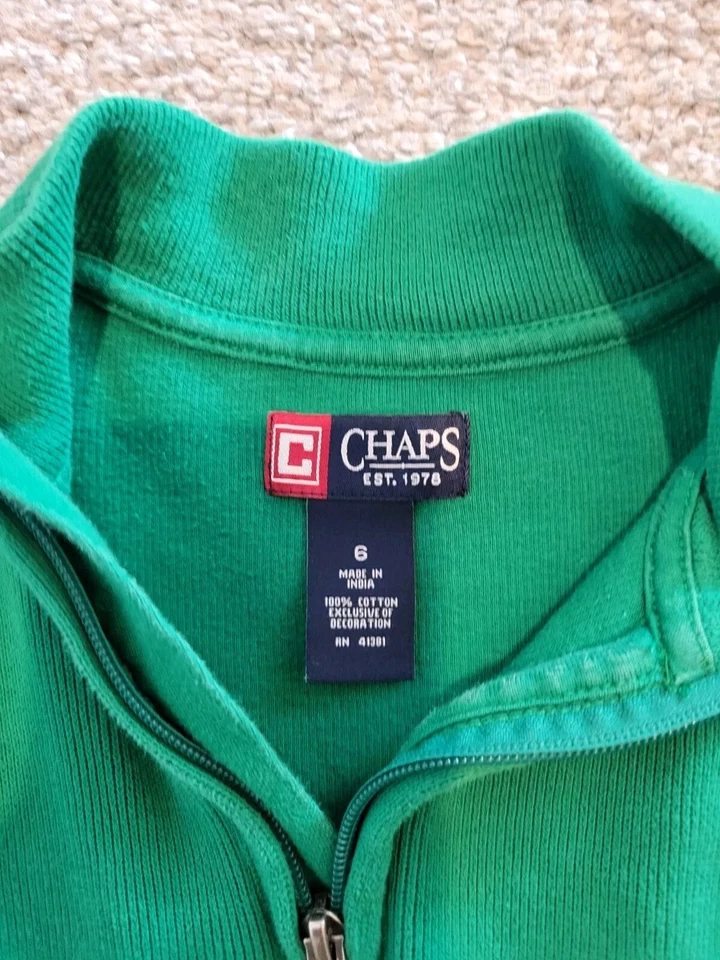 C CHAPS
EST. 1978
6
MADE IN
INDIA
100% COTTON
EXCLUSIVE OF
DECORATION
RN 41381